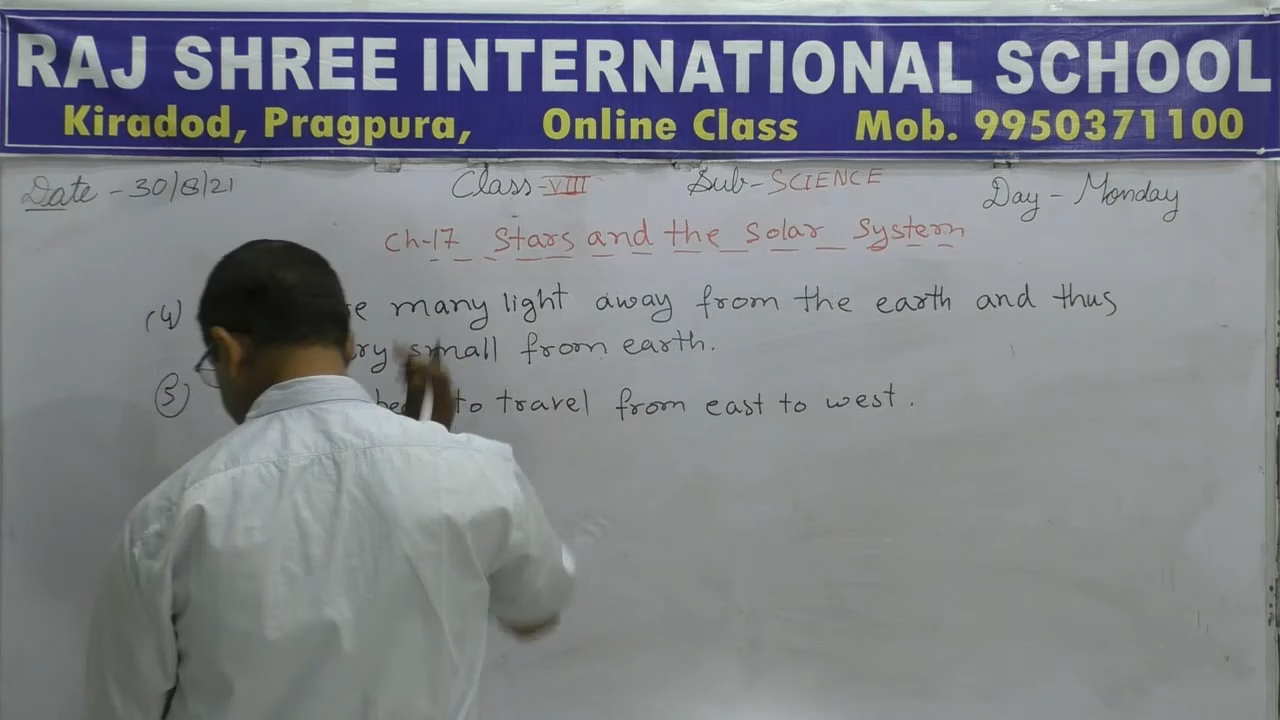 RAJ SHREE INTERNATIONAL SCHOOL
Kiradod, Pragpura, Online Class Mob. 9950371100
Date - 30/8/21 Class - VIII Sub - SCIENCE Day - Monday
Ch-17 Stars and the Solar System
(4) many light away from the earth and thus
small from earth.
(5) to travel from east to west.